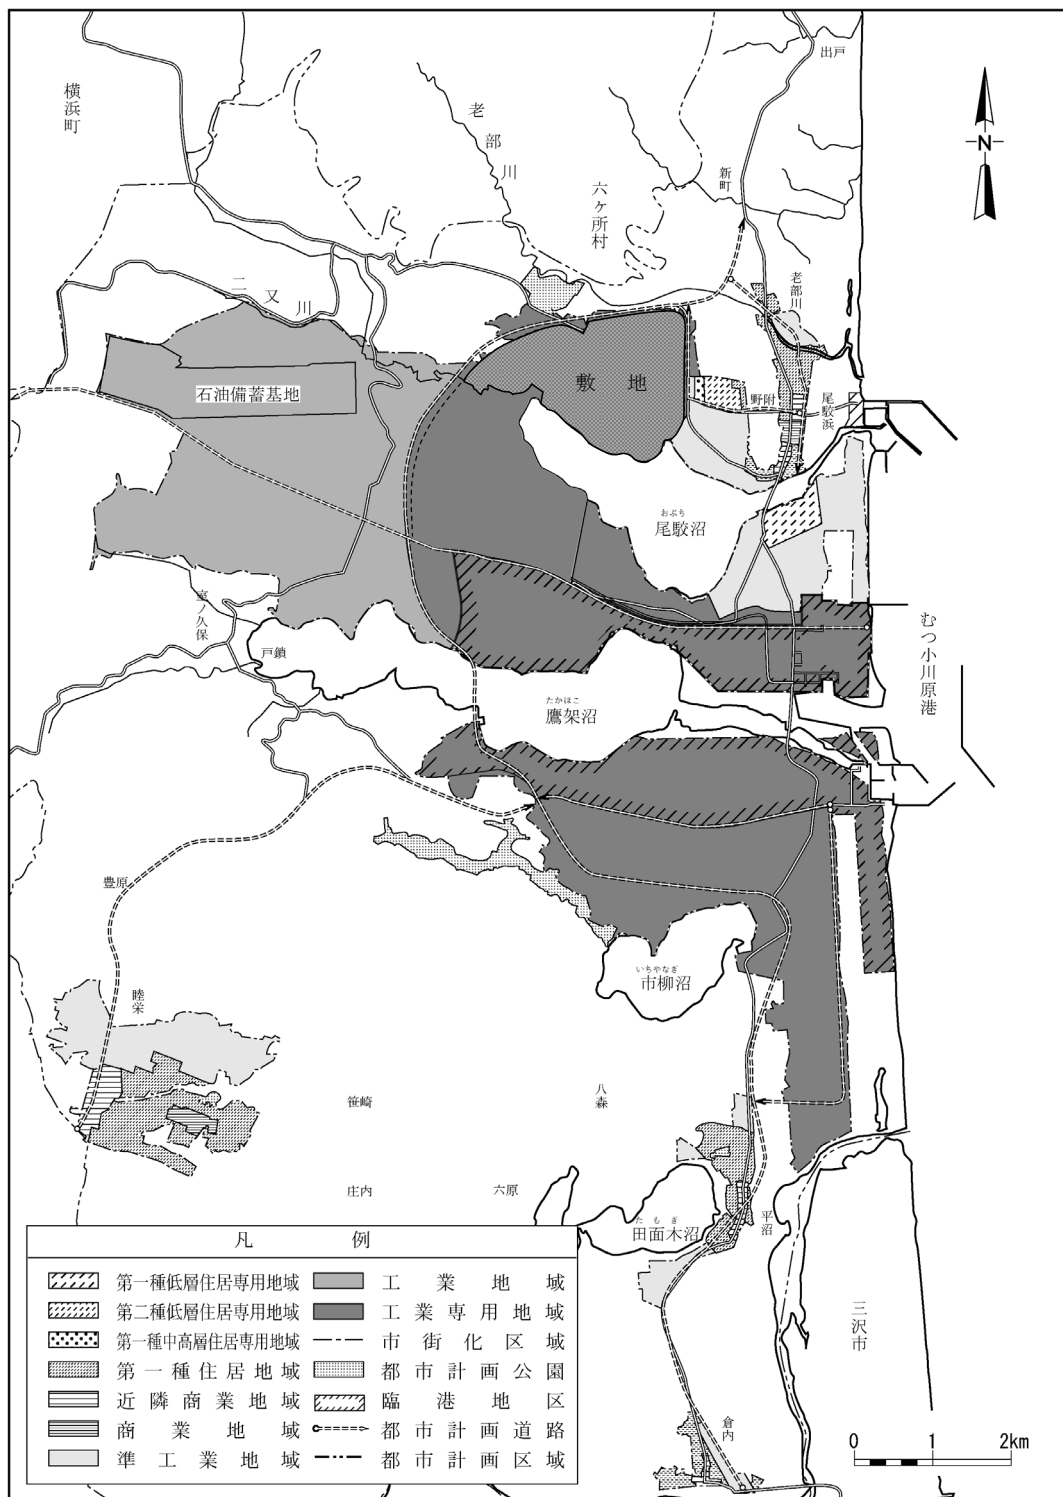 出戸
横浜町
老部川
N
新町
六ヶ所村
老部川
二又川
敷地
石油備蓄基地
野附
尾駮浜
おぶち
尾駮沼
室ノ久保
むつ小川原港
戸鎖
たかほこ
鷹架沼
豊原
いちやなぎ
市柳沼
睦栄
笹崎
八森
庄内
六原
たもぎ
田面木沼
平沼
三沢市
倉内
凡例
第一種低層住居専用地域
第二種低層住居専用地域
第一種中高層住居専用地域
第一種住居地域
近隣商業地域
商業地域
準工業地域
工業地域
工業専用地域
市街化区域
都市計画公園
臨港地区
都市計画道路
都市計画区域
0 1 2km